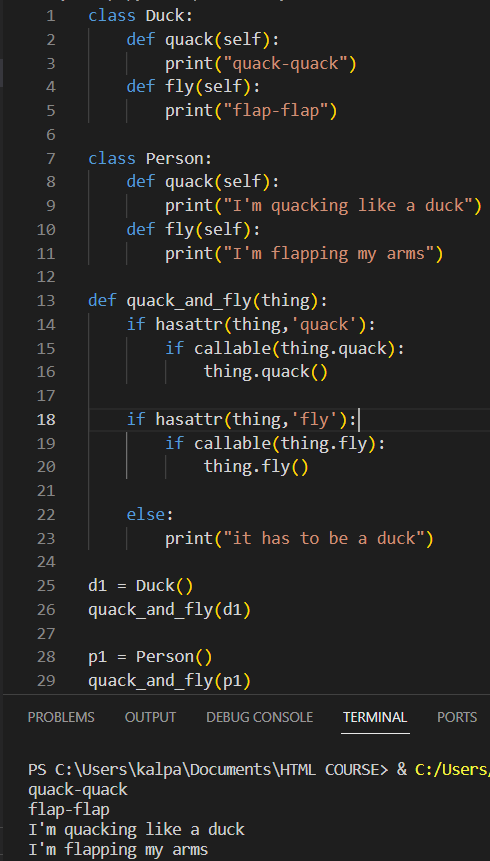 1 class Duck:
2     def quack(self):
3         print("quack-quack")
4     def fly(self):
5         print("flap-flap")
6
7 class Person:
8     def quack(self):
9         print("I'm quacking like a duck")
10     def fly(self):
11         print("I'm flapping my arms")
12
13 def quack_and_fly(thing):
14     if hasattr(thing,'quack'):
15         if callable(thing.quack):
16             thing.quack()
17
18     if hasattr(thing,'fly'):
19         if callable(thing.fly):
20             thing.fly()
21
22     else:
23         print("it has to be a duck")
24
25 d1 = Duck()
26 quack_and_fly(d1)
27
28 p1 = Person()
29 quack_and_fly(p1)
PROBLEMS OUTPUT DEBUG CONSOLE TERMINAL PORTS
PS C:\Users\kalpa\Documents\HTML COURSE> & C:/Users/
quack-quack
flap-flap
I'm quacking like a duck
I'm flapping my arms